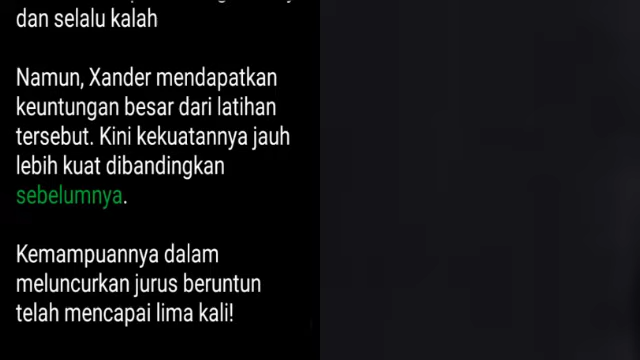 dan selalu kalah
Namun, Xander mendapatkan
keuntungan besar dari latihan
tersebut. Kini kekuatannya jauh
lebih kuat dibandingkan
sebelumnya.
Kemampuannya dalam
meluncurkan jurus beruntun
telah mencapai lima kali!